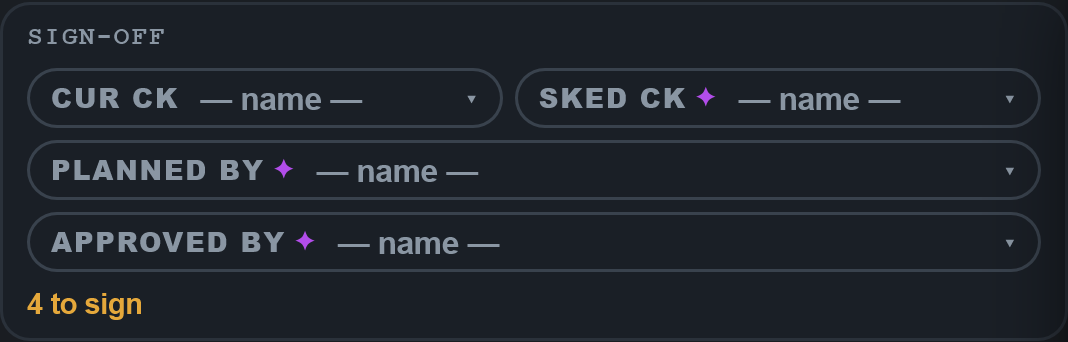 SIGN-OFF
CUR CK — name — ▾ SKED CK ✦ — name — ▾
PLANNED BY ✦ — name — ▾
APPROVED BY ✦ — name — ▾
4 to sign